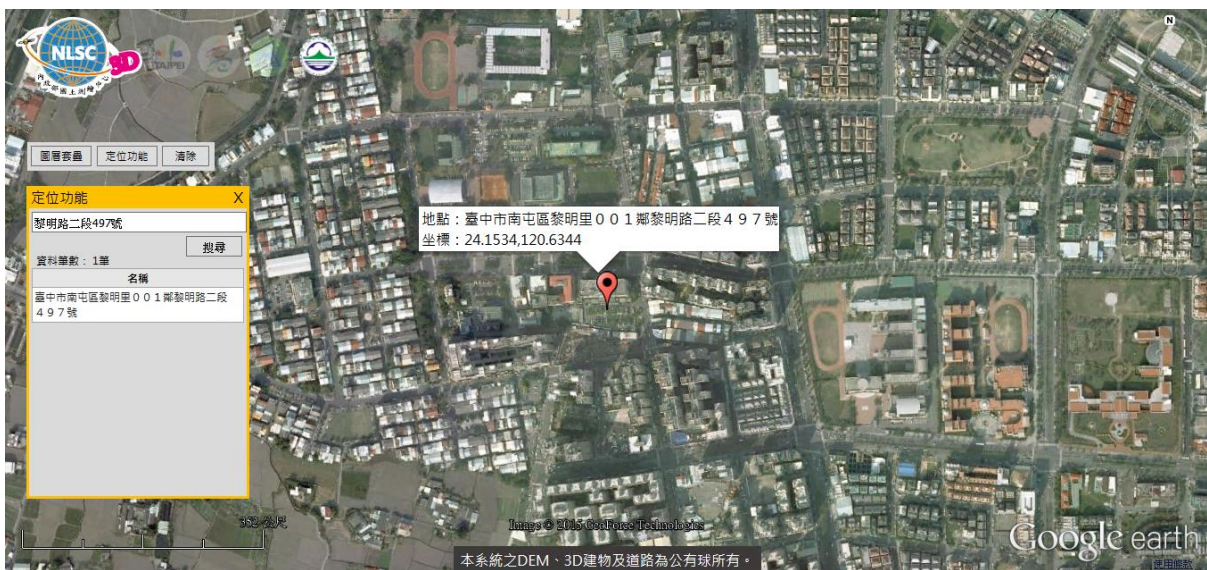 NLSC
3D
內政部國土測繪中心
TAIPEI
N
圖層套疊 定位功能 清除
定位功能 X
黎明路二段497號
搜尋
資料筆數： 1筆
名稱
臺中市南屯區黎明里００１鄰黎明路二段
４９７號
地點：臺中市南屯區黎明里００１鄰黎明路二段４９７號
坐標：24.1534,120.6344
352 公尺
Image © 2015 GeoForce Technologies
Google earth
本系統之DEM、3D建物及道路為公有球所有。
使用條款